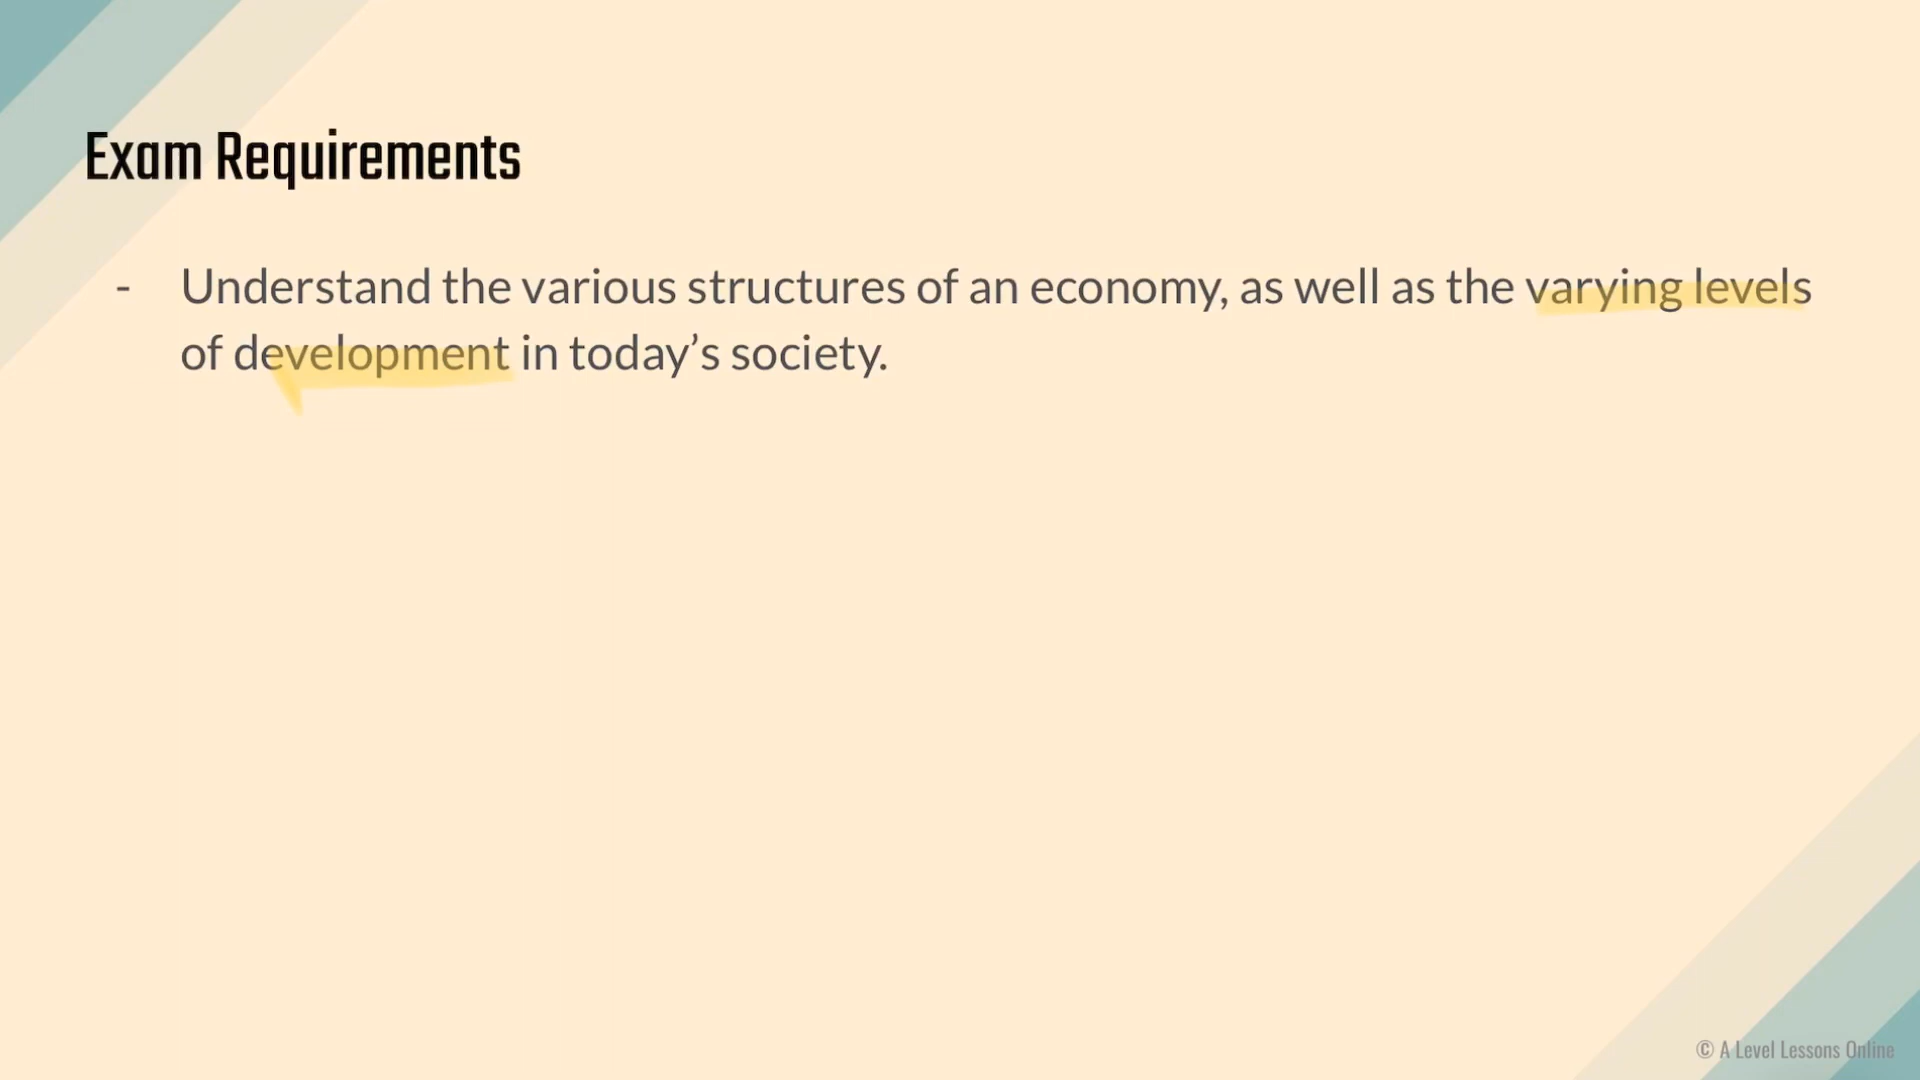 Exam Requirements
- Understand the various structures of an economy, as well as the varying levels
of development in today’s society.
© A Level Lessons Online